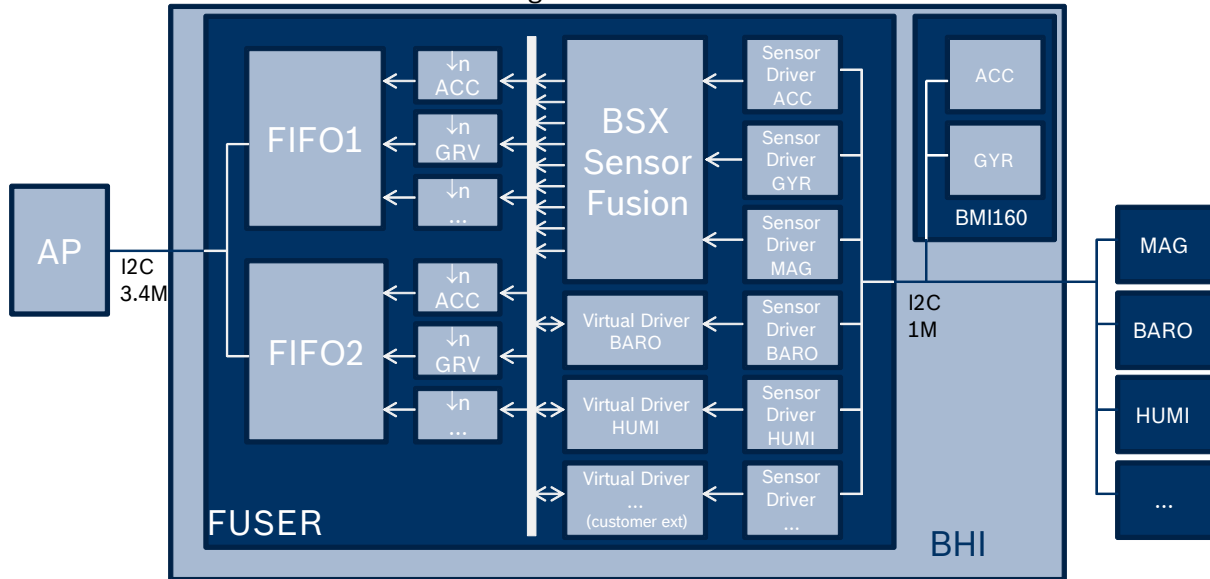 AP
I2C
3.4M
FIFO1
FIFO2
↓n
ACC
↓n
GRV
↓n
...
↓n
ACC
↓n
GRV
↓n
...
BSX
Sensor
Fusion
Virtual Driver
BARO
Virtual Driver
HUMI
Virtual Driver
...
(customer ext)
Sensor
Driver
ACC
Sensor
Driver
GYR
Sensor
Driver
MAG
Sensor
Driver
BARO
Sensor
Driver
HUMI
Sensor
Driver
...
FUSER
ACC
GYR
BMI160
I2C
1M
BHI
MAG
BARO
HUMI
...